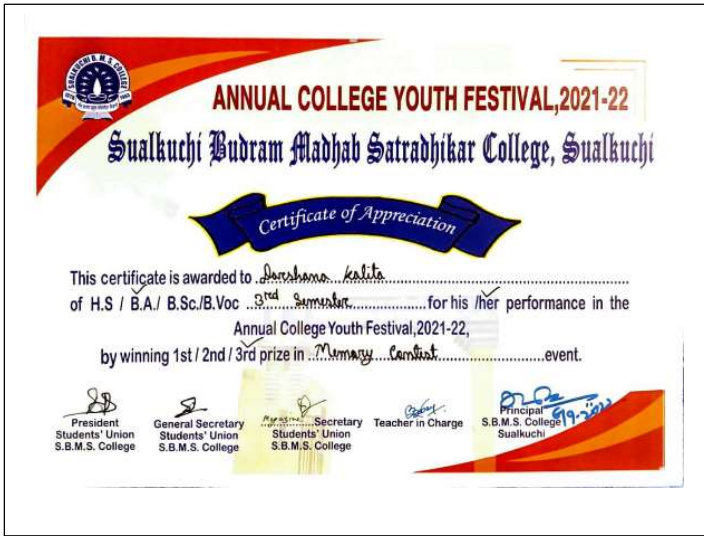 SUALKUCHI B. M. S. COLLEGE
ANNUAL COLLEGE YOUTH FESTIVAL,2021-22
Sualkuchi Budram Madhab Satradhikar College, Sualkuchi
Certificate of Appreciation
This certificate is awarded to Darshana Kalita
of H.S / B.A./ B.Sc./B.Voc 3rd Semester for his /her performance in the
Annual College Youth Festival,2021-22,
by winning 1st / 2nd / 3rd prize in Memory Contest event.
President
Students' Union
S.B.M.S. College
General Secretary
Students' Union
S.B.M.S. College
Secretary
Students' Union
S.B.M.S. College
Teacher in Charge
Principal
S.B.M.S. College
Sualkuchi